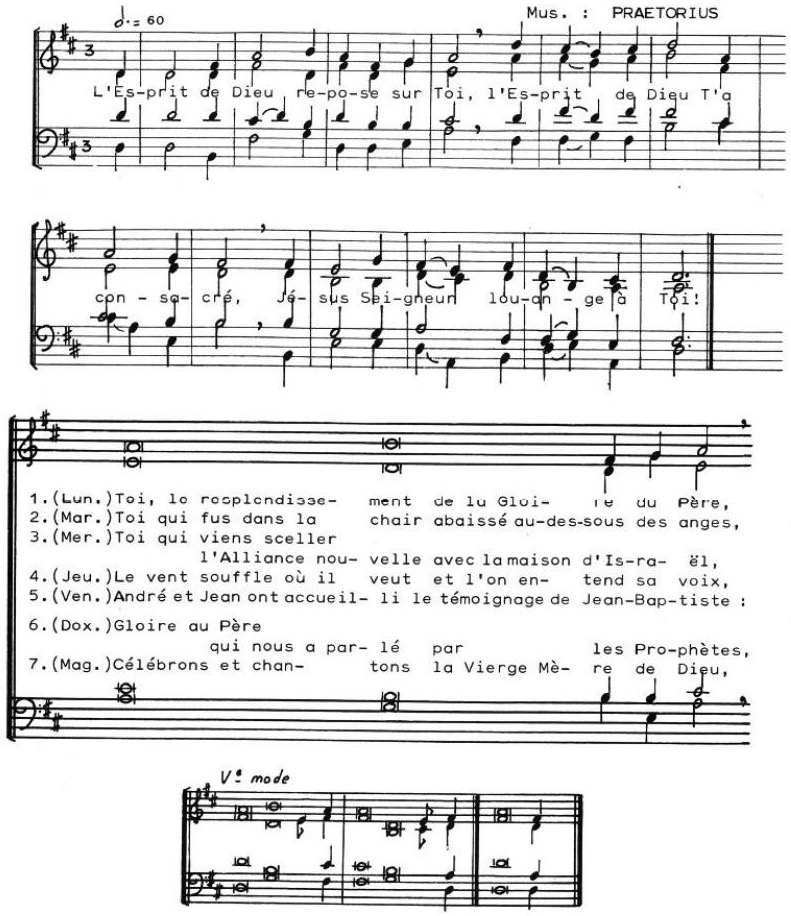 ♩. = 60
Mus. : PRAETORIUS
3
L'Es-prit de Dieu re-po-se sur Toi, l'Es-prit de Dieu T'a
3
con - sa- cré, Jé- sus Sei-gneur lou-an - ge à Toi!
1.(Lun.)Toi, le resplendisse- ment de la Gloi- re du Père,
2.(Mar.)Toi qui fus dans la chair abaissé au-des-sous des anges,
3.(Mer.)Toi qui viens sceller
l'Alliance nou- velle avec la maison d'Is-ra- ël,
4.(Jeu.)Le vent souffle où il veut et l'on en- tend sa voix,
5.(Ven.)André et Jean ont accueil- li le témoignage de Jean-Bap-tiste :
6.(Dox.)Gloire au Père
qui nous a par- lé par les Pro-phètes,
7.(Mag.)Célébrons et chan- tons la Vierge Mè- re de Dieu,
Ve mode